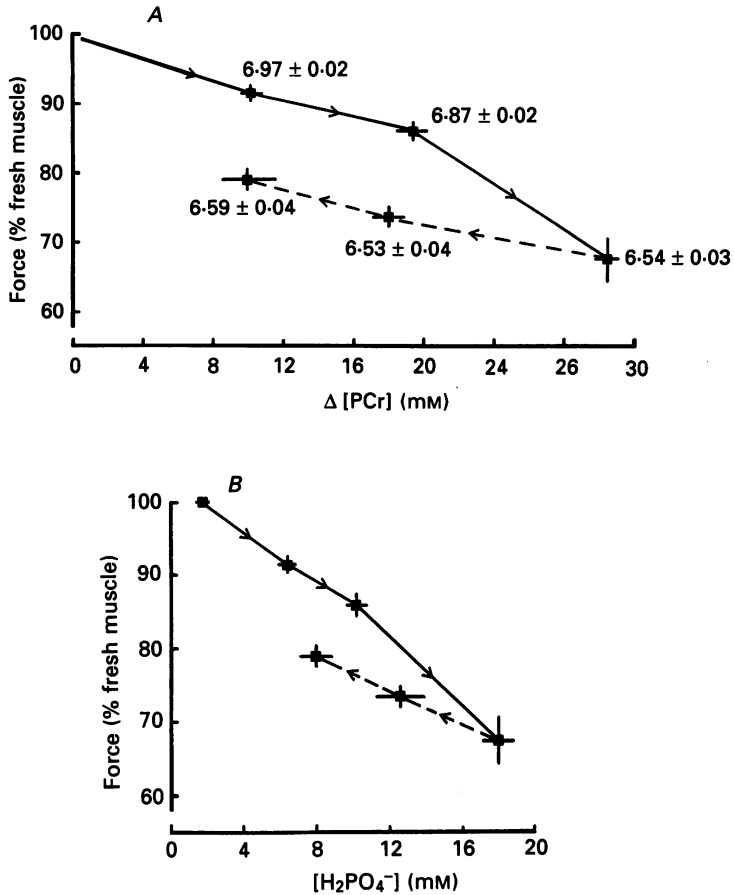 A
100
90
80
70
60
Force (% fresh muscle)
6·97 ± 0·02
6·87 ± 0·02
6·59 ± 0·04
6·53 ± 0·04
6·54 ± 0·03
0 4 8 12 16 20 24 26 30
Δ [PCr] (mM)
B
100
90
80
70
60
Force (% fresh muscle)
0 4 8 12 16 20
[H₂PO₄⁻] (mM)